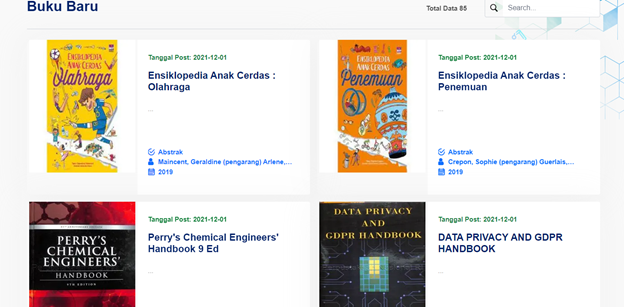 Buku Baru
Total Data 85
Search...
ENSIKLOPEDIA ANAK CERDAS
Olahraga
Tanggal Post: 2021-12-01
Ensiklopedia Anak Cerdas :
Olahraga
...
Abstrak
Maincent, Geraldine (pengarang) Arlene,...
2019
ENSIKLOPEDIA ANAK CERDAS
Penemuan
Tanggal Post: 2021-12-01
Ensiklopedia Anak Cerdas :
Penemuan
...
Abstrak
Crepon, Sophie (pengarang) Guerlais,...
2019
PERRY'S
CHEMICAL
ENGINEERS'
HANDBOOK
Tanggal Post: 2021-12-01
Perry's Chemical Engineers'
Handbook 9 Ed
...
DATA PRIVACY
AND
GDPR HANDBOOK
Tanggal Post: 2021-12-01
DATA PRIVACY AND GDPR
HANDBOOK
...